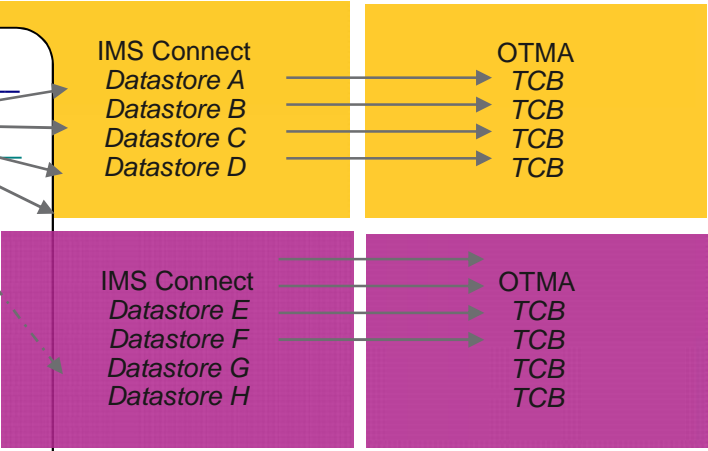 IMS Connect
Datastore A
Datastore B
Datastore C
Datastore D
OTMA
TCB
TCB
TCB
TCB
IMS Connect
Datastore E
Datastore F
Datastore G
Datastore H
OTMA
TCB
TCB
TCB
TCB